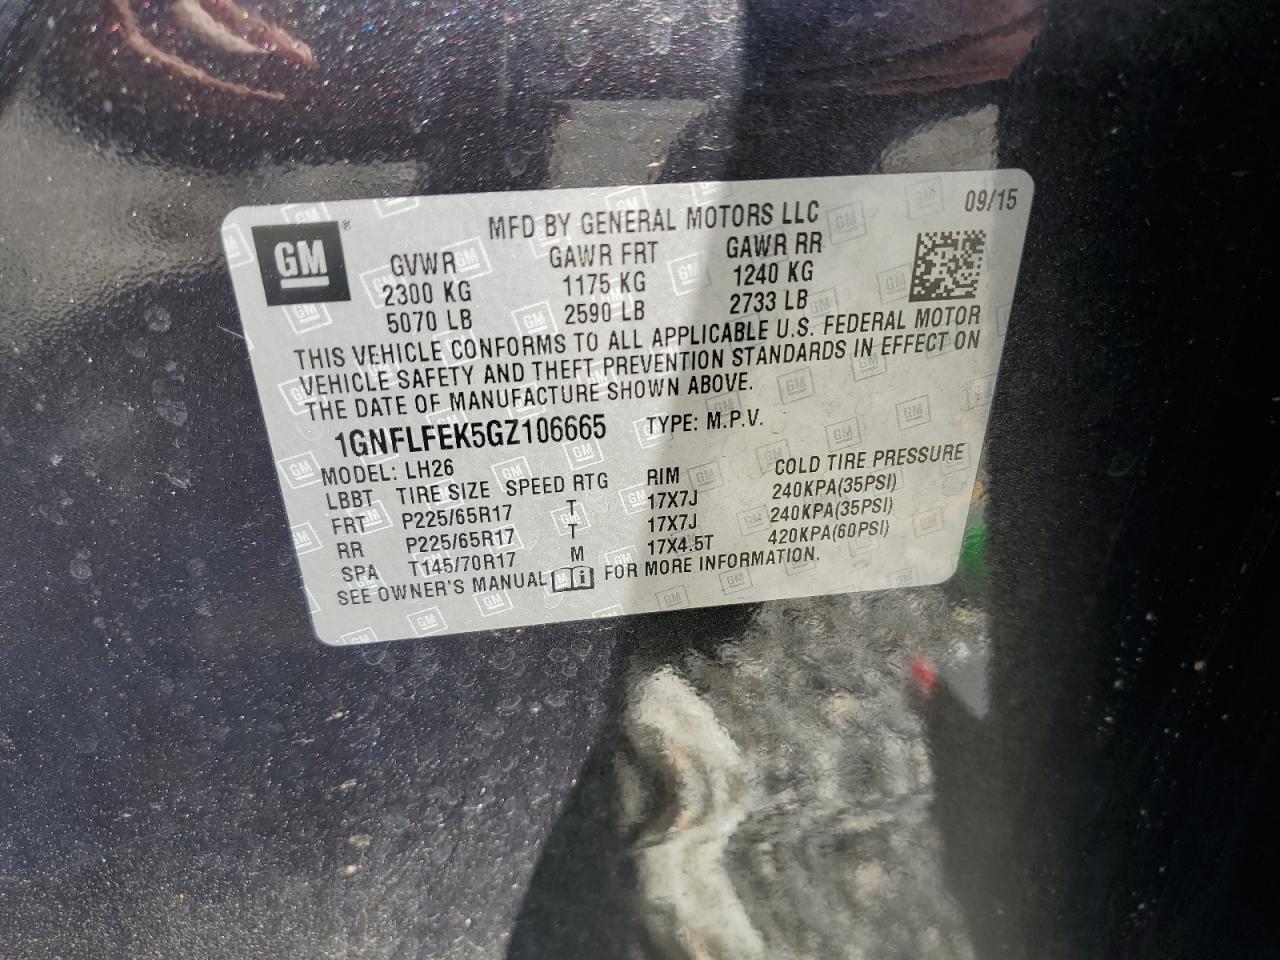 09/15
GM ®
MFD BY GENERAL MOTORS LLC
GVWR GAWR FRT GAWR RR
2300 KG 1175 KG 1240 KG
5070 LB 2590 LB 2733 LB
THIS VEHICLE CONFORMS TO ALL APPLICABLE U.S. FEDERAL MOTOR
VEHICLE SAFETY AND THEFT PREVENTION STANDARDS IN EFFECT ON
THE DATE OF MANUFACTURE SHOWN ABOVE.
1GNFLFEK5GZ106665 TYPE: M.P.V.
MODEL: LH26
LBBT TIRE SIZE SPEED RTG RIM COLD TIRE PRESSURE
FRT P225/65R17 T 17X7J 240KPA(35PSI)
RR P225/65R17 T 17X7J 240KPA(35PSI)
SPA T145/70R17 M 17X4.5T 420KPA(60PSI)
SEE OWNER'S MANUAL FOR MORE INFORMATION.